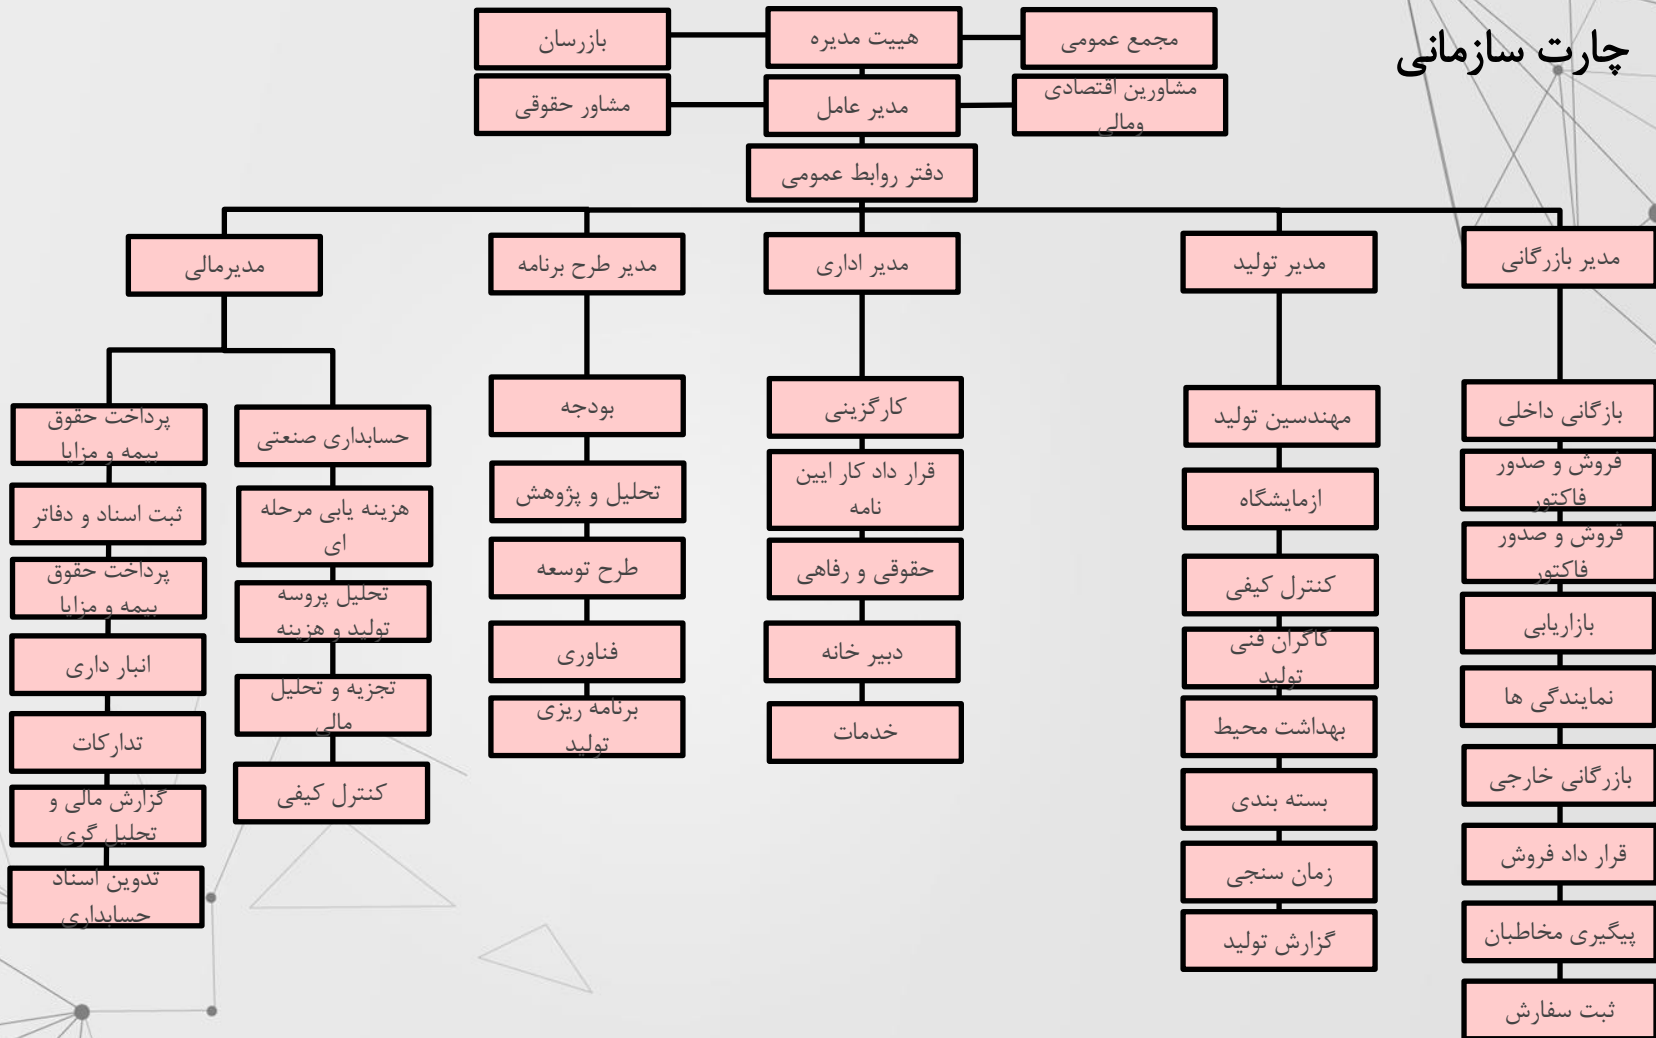 چارت سازمانی
مجمع عمومی
هییت مدیره
بازرسان
مشاورین اقتصادی
ومالی
مدیر عامل
مشاور حقوقی
دفتر روابط عمومی
مدیر بازرگانی
مدیر تولید
مدیر اداری
مدیر طرح برنامه
مدیرمالی
بازگانی داخلی
فروش و صدور
فاکتور
فروش و صدور
فاکتور
بازاریابی
نمایندگی ها
بازرگانی خارجی
قرار داد فروش
پیگیری مخاطبان
ثبت سفارش
مهندسین تولید
ازمایشگاه
کنترل کیفی
کاگران فنی
تولید
بهداشت محیط
بسته بندی
زمان سنجی
گزارش تولید
کارگزینی
قرار داد کار ایین
نامه
حقوقی و رفاهی
دبیر خانه
خدمات
بودجه
تحلیل و پژوهش
طرح توسعه
فناوری
برنامه ریزی
تولید
حسابداری صنعتی
هزینه یابی مرحله
ای
تحلیل پروسه
تولید و هزینه
تجزیه و تحلیل
مالی
کنترل کیفی
پرداخت حقوق
بیمه و مزایا
ثبت اسناد و دفاتر
پرداخت حقوق
بیمه و مزایا
انبار داری
تدارکات
گزارش مالی و
تحلیل گری
تدوین اسناد
حسابداری